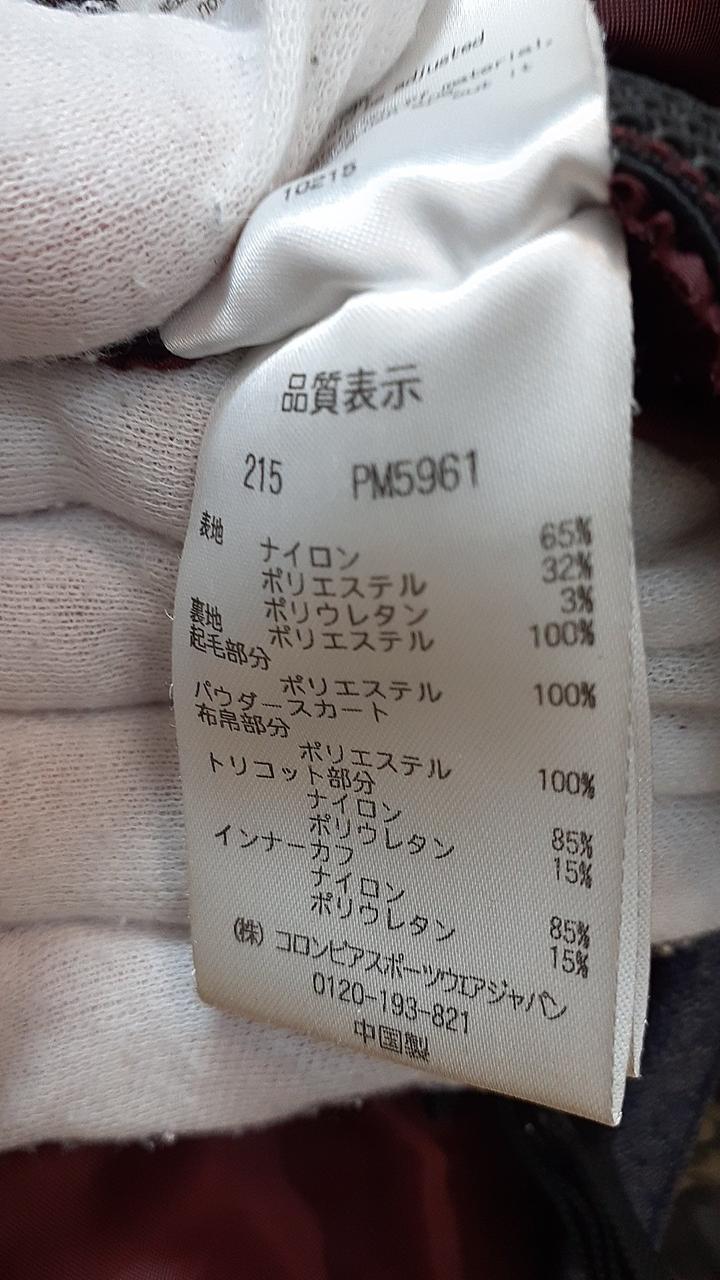 adjusted
material.
it
10215
品質表示
215 PM5961
表地
ナイロン 65%
ポリエステル 32%
ポリウレタン 3%
裏地 ポリエステル 100%
起毛部分
ポリエステル 100%
パウダースカート
布帛部分
ポリエステル 100%
トリコット部分
ナイロン 85%
ポリウレタン 15%
インナーカフ
ナイロン 85%
ポリウレタン 15%
(株) コロンビアスポーツウエアジャパン
0120-193-821
中国製